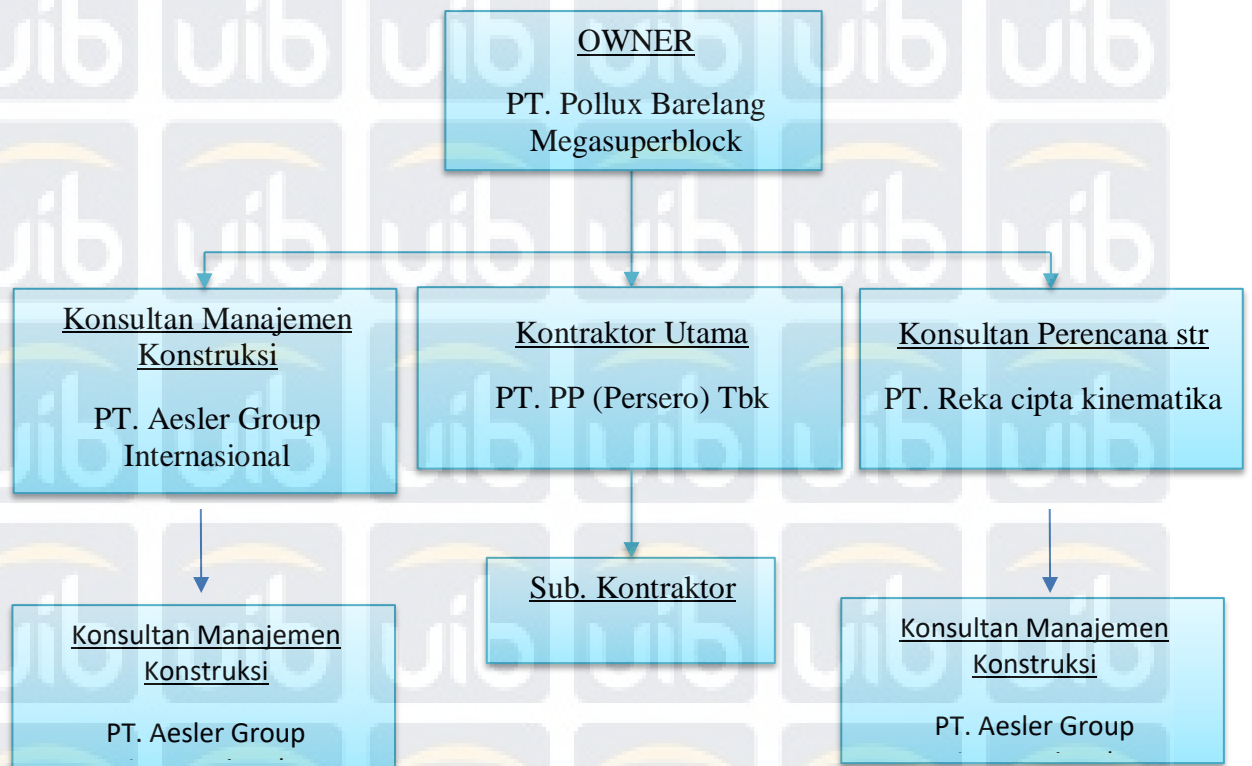 OWNER
PT. Pollux Barelang
Megasuperblock
Konsultan Manajemen
Konstruksi
PT. Aesler Group
Internasional
Kontraktor Utama
PT. PP (Persero) Tbk
Konsultan Perencana str
PT. Reka cipta kinematika
Konsultan Manajemen
Konstruksi
PT. Aesler Group
Sub. Kontraktor
Konsultan Manajemen
Konstruksi
PT. Aesler Group
uib